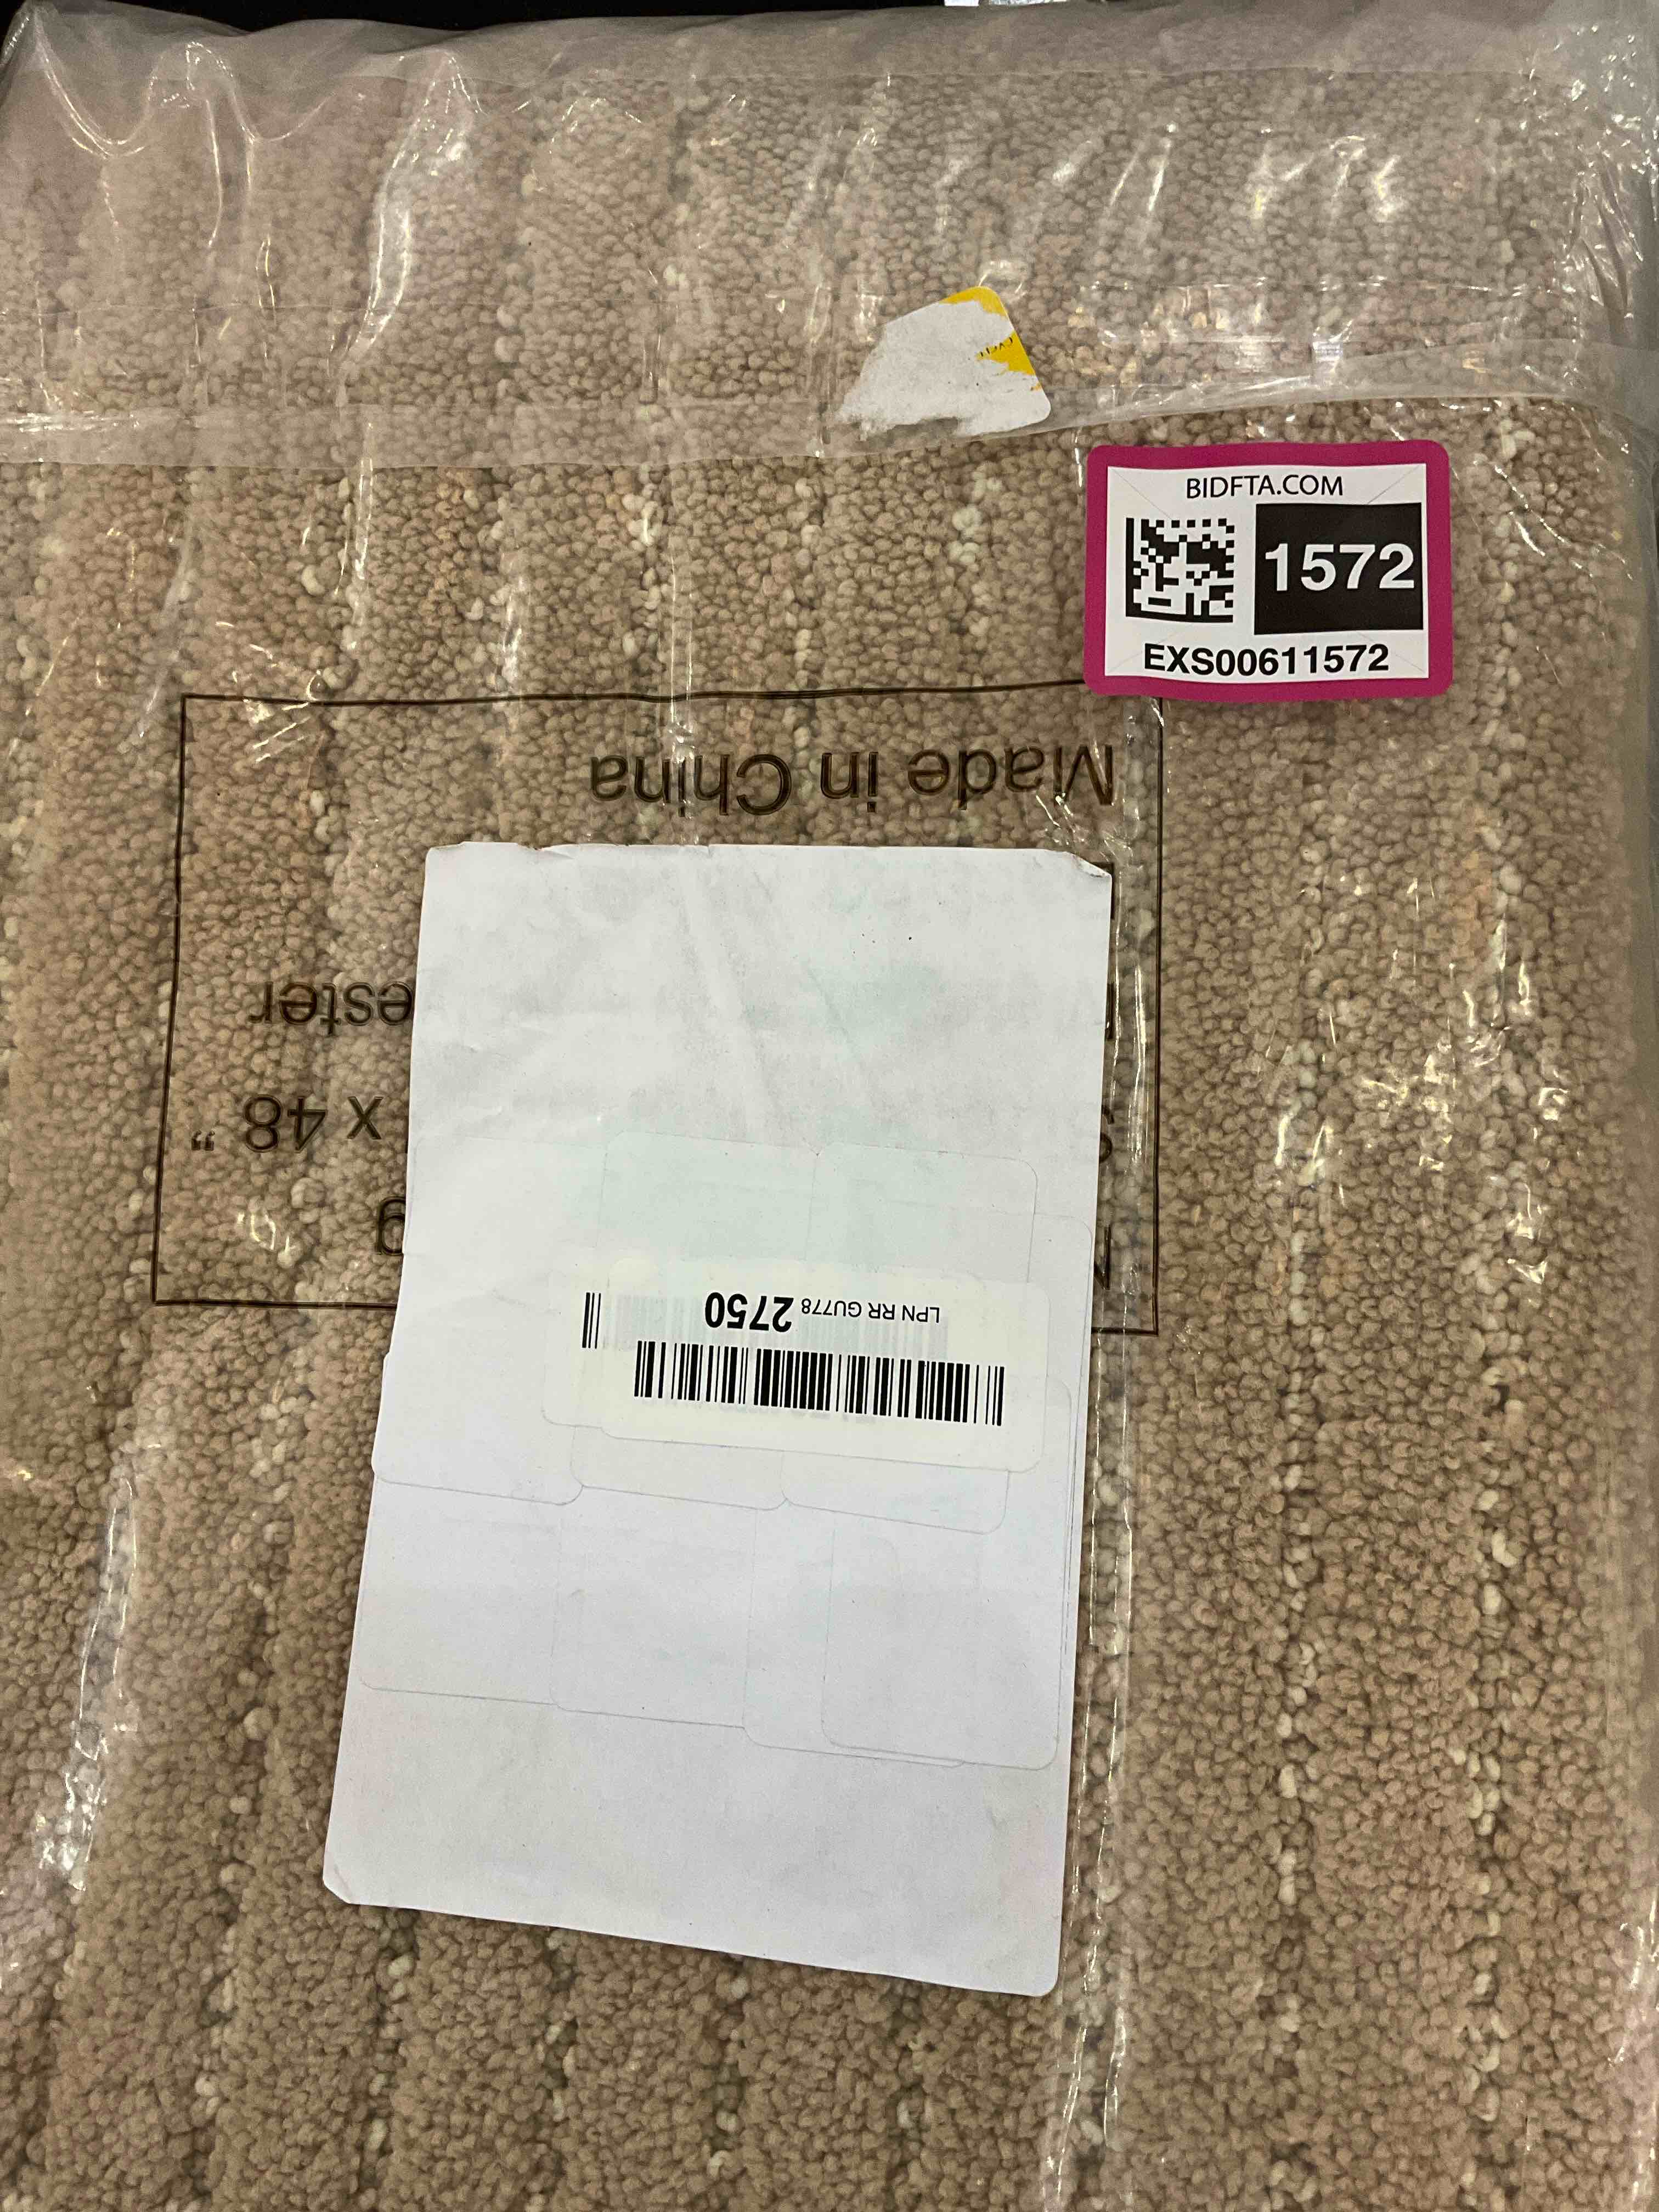 BIDFTA.COM
1572
EXS00611572
Made in China
ester
x 48 "
g
LPN RR GU778 2750